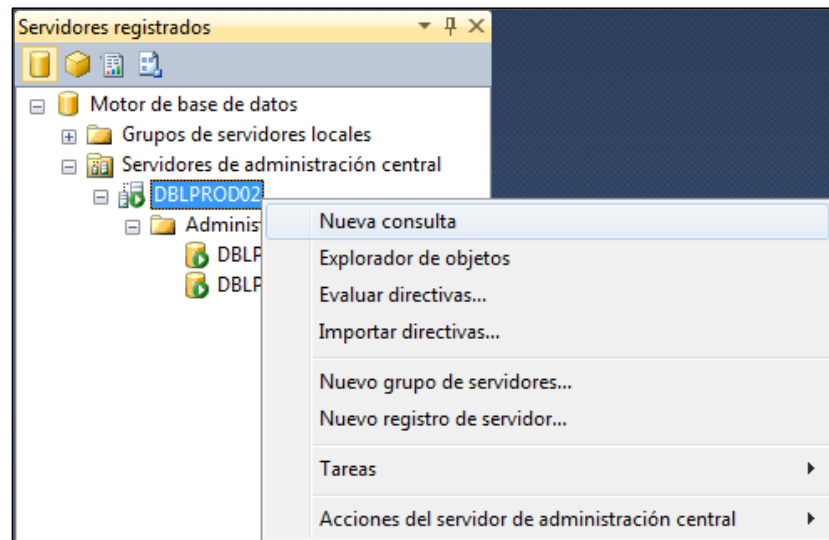 Servidores registrados
Motor de base de datos
Grupos de servidores locales
Servidores de administración central
DBLPROD02
Adminis
DBLP
DBLP
Nueva consulta
Explorador de objetos
Evaluar directivas...
Importar directivas...
Nuevo grupo de servidores...
Nuevo registro de servidor...
Tareas
Acciones del servidor de administración central